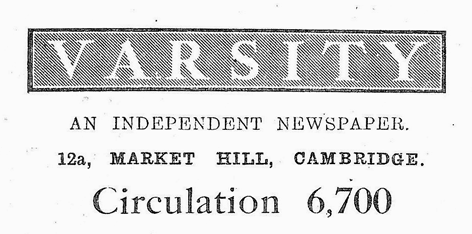 VARSITY
AN INDEPENDENT NEWSPAPER.
12a, MARKET HILL, CAMBRIDGE.
Circulation 6,700